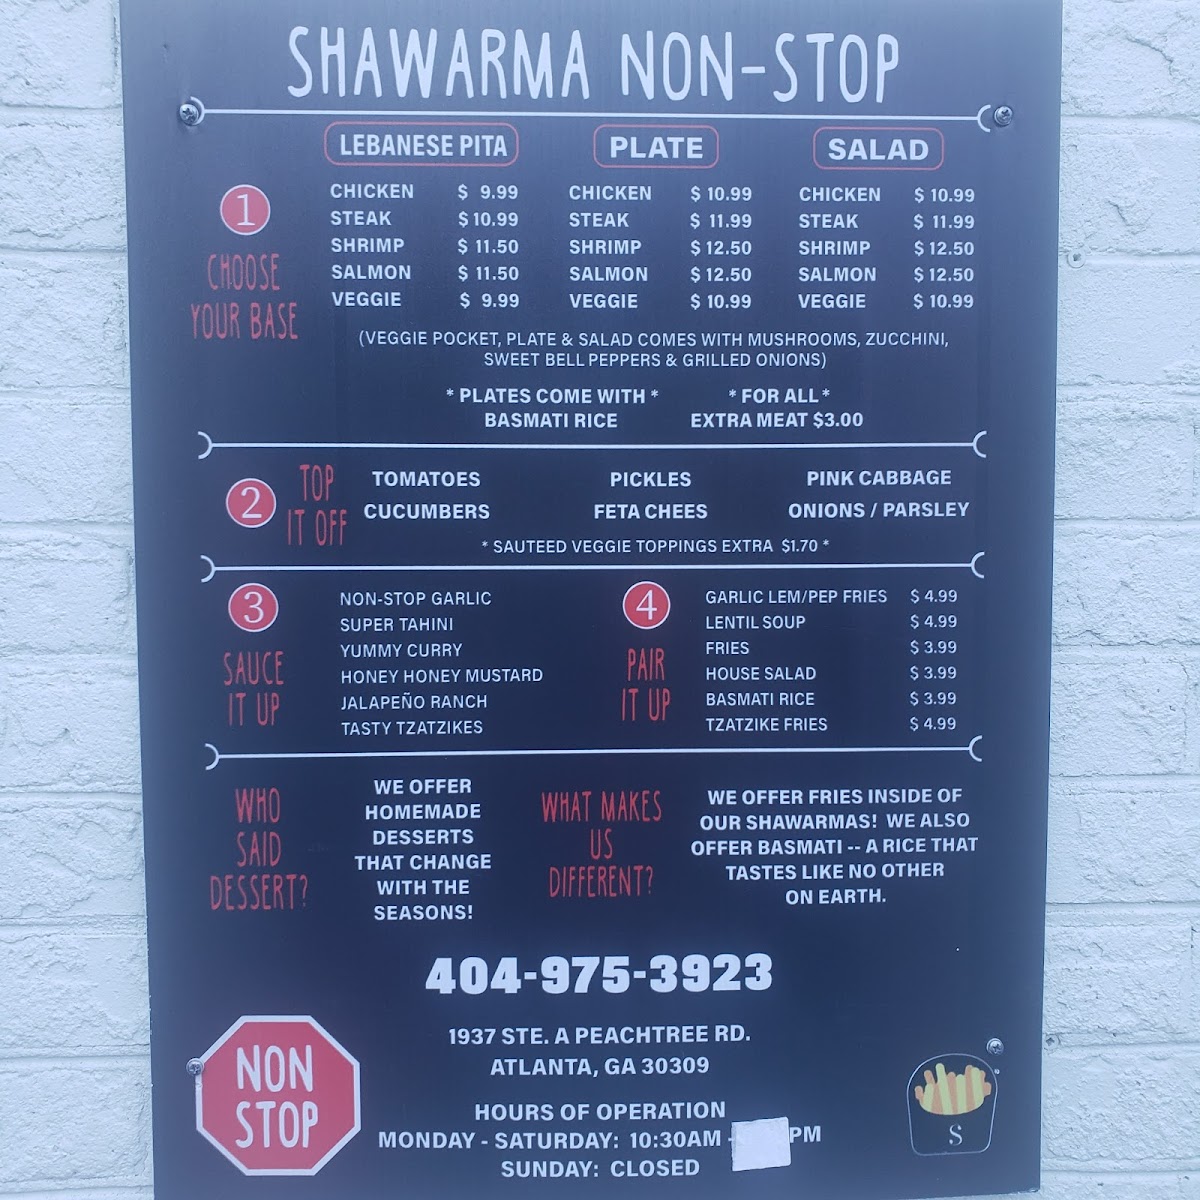 SHAWARMA NON-STOP
1
CHOOSE
YOUR BASE
LEBANESE PITA
CHICKEN $ 9.99
STEAK $ 10.99
SHRIMP $ 11.50
SALMON $ 11.50
VEGGIE $ 9.99
PLATE
CHICKEN $ 10.99
STEAK $ 11.99
SHRIMP $ 12.50
SALMON $ 12.50
VEGGIE $ 10.99
SALAD
CHICKEN $ 10.99
STEAK $ 11.99
SHRIMP $ 12.50
SALMON $ 12.50
VEGGIE $ 10.99
(VEGGIE POCKET, PLATE & SALAD COMES WITH MUSHROOMS, ZUCCHINI,
SWEET BELL PEPPERS & GRILLED ONIONS)
* PLATES COME WITH *
BASMATI RICE
* FOR ALL *
EXTRA MEAT $3.00
2
TOP
IT OFF
TOMATOES PICKLES PINK CABBAGE
CUCUMBERS FETA CHEES ONIONS / PARSLEY
* SAUTEED VEGGIE TOPPINGS EXTRA $1.70 *
3
SAUCE
IT UP
NON-STOP GARLIC
SUPER TAHINI
YUMMY CURRY
HONEY HONEY MUSTARD
JALAPEÑO RANCH
TASTY TZATZIKES
4
PAIR
IT UP
GARLIC LEM/PEP FRIES $ 4.99
LENTIL SOUP $ 4.99
FRIES $ 3.99
HOUSE SALAD $ 3.99
BASMATI RICE $ 3.99
TZATZIKE FRIES $ 4.99
WHO
SAID
DESSERT?
WE OFFER
HOMEMADE
DESSERTS
THAT CHANGE
WITH THE
SEASONS!
WHAT MAKES
US
DIFFERENT?
WE OFFER FRIES INSIDE OF
OUR SHAWARMAS! WE ALSO
OFFER BASMATI -- A RICE THAT
TASTES LIKE NO OTHER
ON EARTH.
404-975-3923
1937 STE. A PEACHTREE RD.
ATLANTA, GA 30309
HOURS OF OPERATION
MONDAY - SATURDAY: 10:30AM - PM
SUNDAY: CLOSED
NON
STOP
S